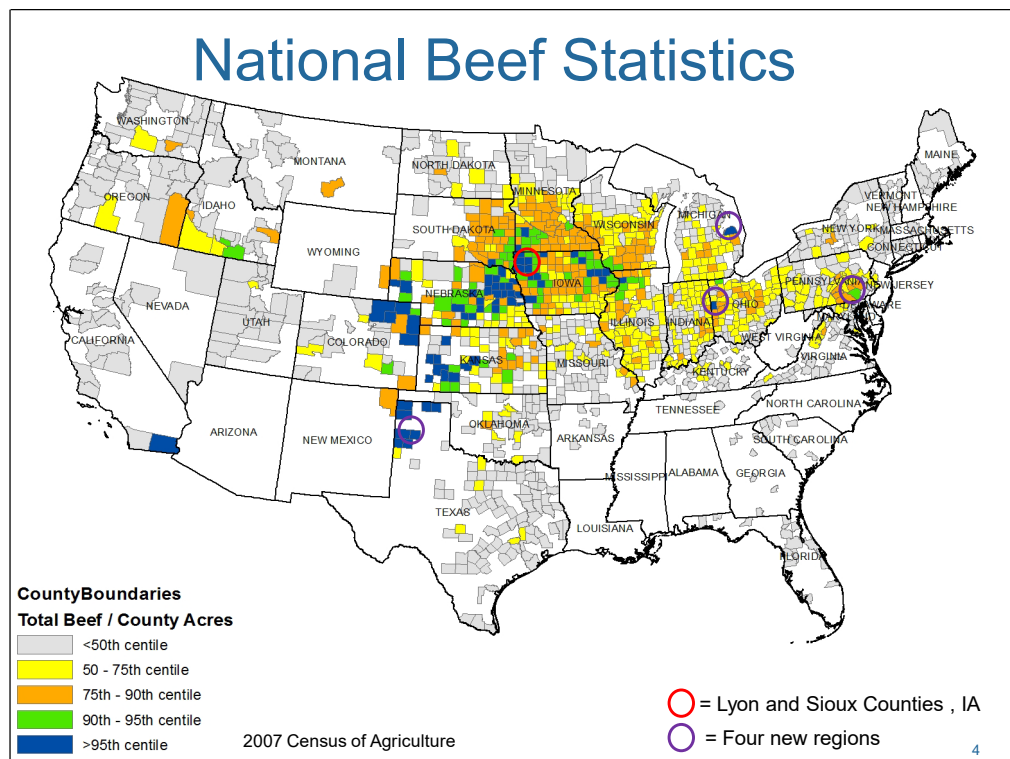 National Beef Statistics
WASHINGTON
MONTANA
NORTH DAKOTA
MINNESOTA
MAINE
OREGON
IDAHO
SOUTH DAKOTA
WISCONSIN
MICHIGAN
VERMONT
NEW HAMPSHIRE
NEW YORK
MASSACHUSETTS
CONNECTICUT
WYOMING
NEBRASKA
IOWA
PENNSYLVANIA
NEW JERSEY
NEVADA
UTAH
COLORADO
KANSAS
ILLINOIS
INDIANA
OHIO
WEST VIRGINIA
VIRGINIA
CALIFORNIA
MISSOURI
KENTUCKY
ARIZONA
NEW MEXICO
OKLAHOMA
ARKANSAS
TENNESSEE
NORTH CAROLINA
SOUTH CAROLINA
MISSISSIPPI
ALABAMA
GEORGIA
TEXAS
LOUISIANA
FLORIDA
CountyBoundaries
Total Beef / County Acres
<50th centile
50 - 75th centile
75th - 90th centile
90th - 95th centile
>95th centile
2007 Census of Agriculture
= Lyon and Sioux Counties , IA
= Four new regions
4